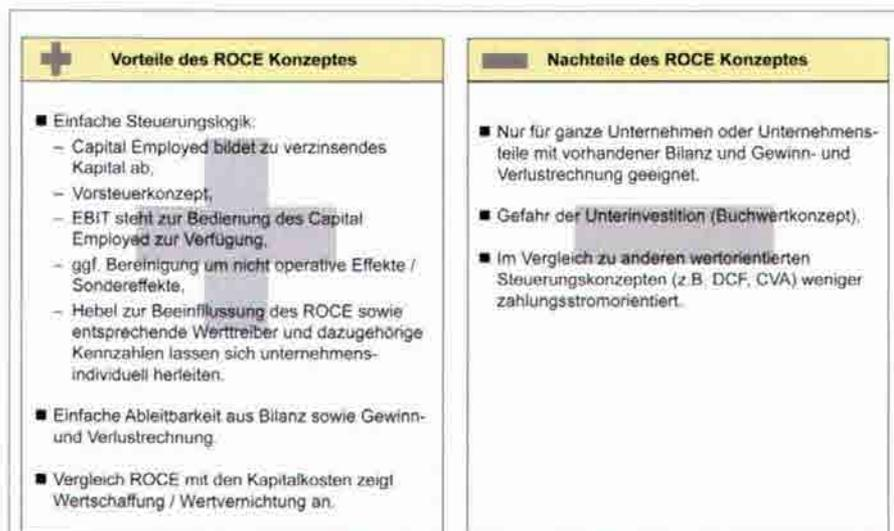 Vorteile des ROCE Konzeptes
■ Einfache Steuerungslogik:
– Capital Employed bildet zu verzinsendes
Kapital ab,
– Vorsteuerkonzept,
– EBIT steht zur Bedienung des Capital
Employed zur Verfügung,
– ggf. Bereinigung um nicht operative Effekte /
Sondereffekte,
– Hebel zur Beeinflussung des ROCE sowie
entsprechende Werttreiber und dazugehörige
Kennzahlen lassen sich unternehmens-
individuell herleiten.
■ Einfache Ableitbarkeit aus Bilanz sowie Gewinn-
und Verlustrechnung.
■ Vergleich ROCE mit den Kapitalkosten zeigt
Wertschaffung / Wertvernichtung an.
Nachteile des ROCE Konzeptes
■ Nur für ganze Unternehmen oder Unternehmens-
teile mit vorhandener Bilanz und Gewinn- und
Verlustrechnung geeignet.
■ Gefahr der Unterinvestition (Buchwertkonzept).
■ Im Vergleich zu anderen wertorientierten
Steuerungskonzepten (z.B. DCF, CVA) weniger
zahlungsstromorientiert.